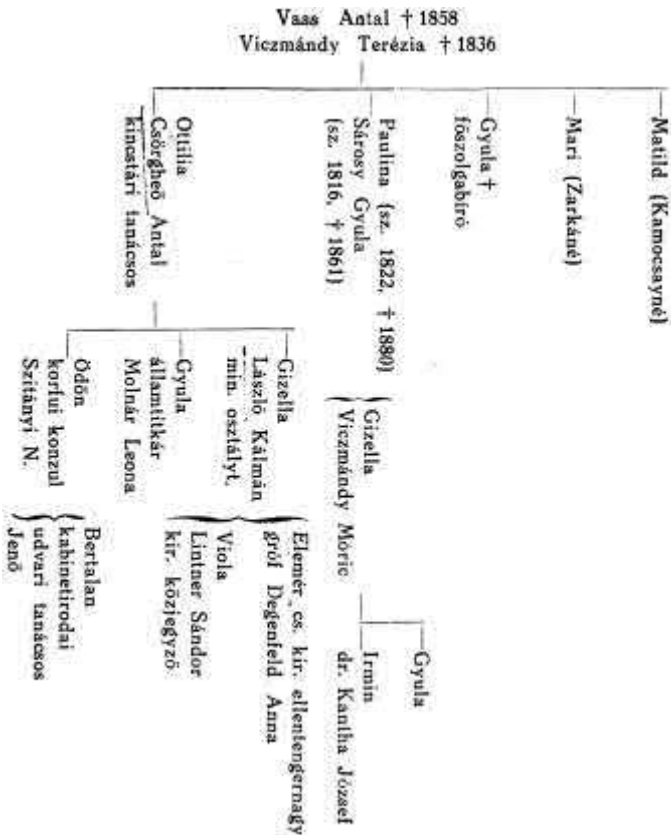 Vass Antal † 1858
Viczmándy Terézia † 1836
Ottilia
Csörgheő Antal
kincstári tanácsos
Paulina (sz. 1822, † 1880)
Sárosy Gyula
(sz. 1816, † 1861)
Gyula †
főszolgabíró
Mari (Zarkáné)
Matild (Kamocsayné)
Ödön
korfui konzul
Szitányi N.
Gyula
államtitkár
Molnár Leona
Gizella
László Kálmán
min. osztályt.
Gizella
Viczmándy Móric
Bertalan
kabinetirodai
udvari tanácsos
Jenő
Viola
Lintner Sándor
kir. közjegyző
Elemér cs. kir. ellentengernagy
gróf Degenfeld Anna
Irmin
dr. Kantha József
Gyula